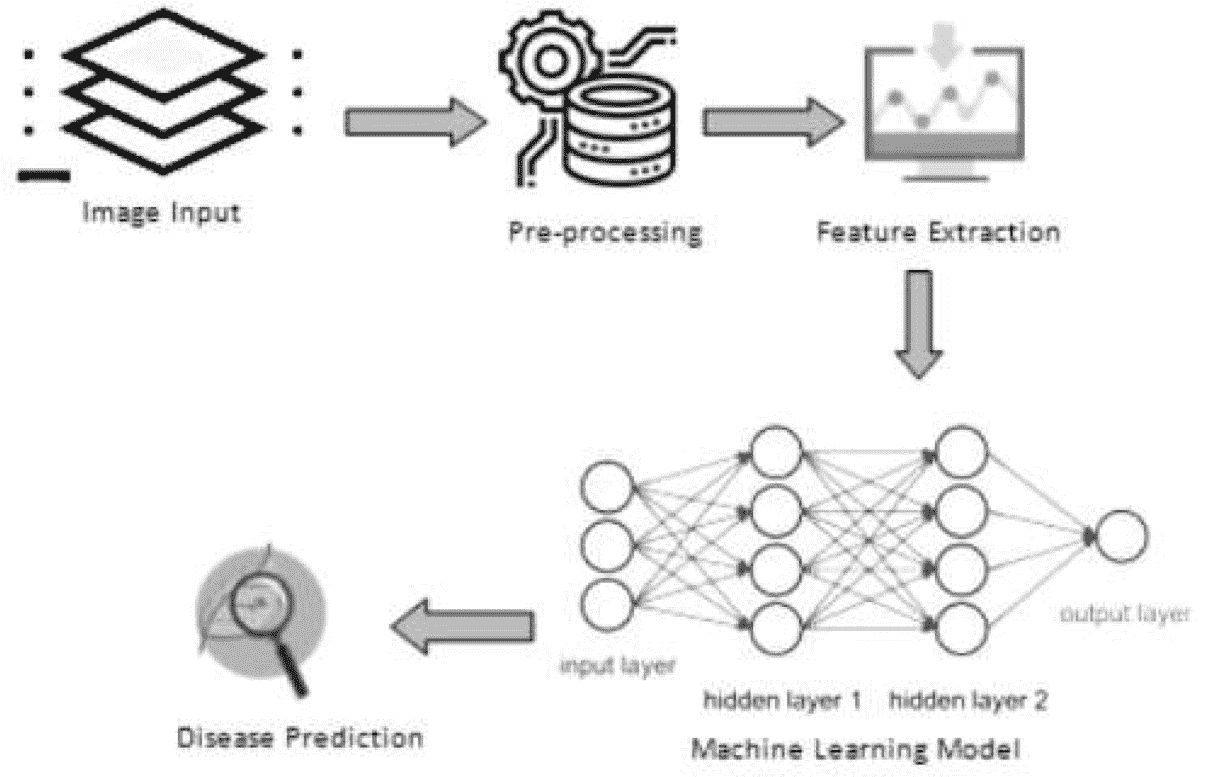 Image Input
Pre-processing
Feature Extraction
output layer
input layer
hidden layer 1
hidden layer 2
Disease Prediction
Machine Learning Model